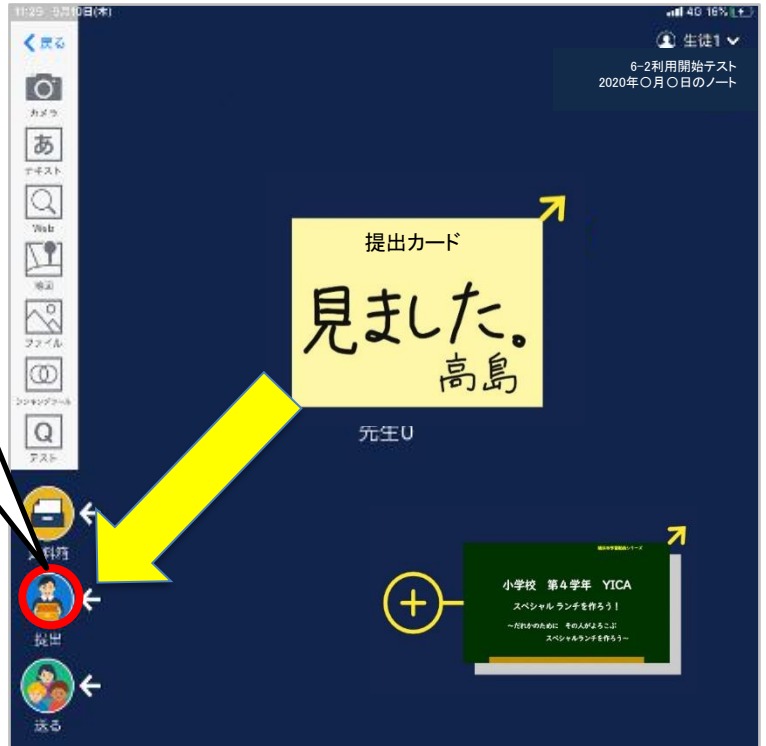 11:25 9月10日(木)
4G 16%
戻る
生徒1
6-2利用開始テスト
2020年〇月〇日のノート
カメラ
あ
テキスト
Web
地図
ファイル
シンキングツール
Q
テスト
提出カード
見ました。
高島
先生U
資料箱
提出
送る
小学校 第4学年 YICA
スペシャルランチを作ろう!
~だれかのために その人がよろこぶ
スペシャルランチを作ろう~